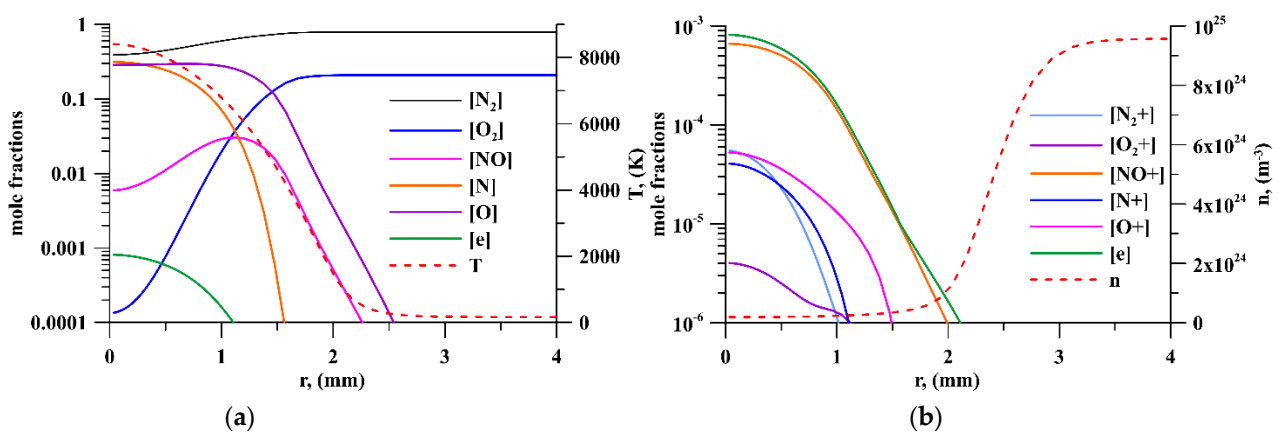 mole fractions
1
0.1
0.01
0.001
0.0001
0 1 2 3 4
r, (mm)
8000
6000
4000
2000
0
T, (K)
[N₂]
[O₂]
[NO]
[N]
[O]
[e]
T
(a)
mole fractions
10⁻³
10⁻⁴
10⁻⁵
10⁻⁶
0 1 2 3 4
r, (mm)
10²⁵
8x10²⁴
6x10²⁴
4x10²⁴
2x10²⁴
0
n, (m⁻³)
[N₂+]
[O₂+]
[NO+]
[N+]
[O+]
[e]
n
(b)